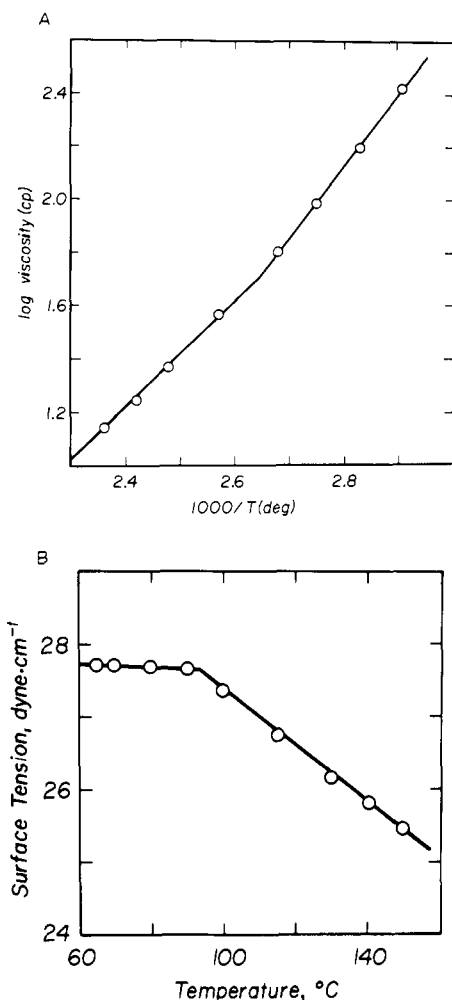 A
log viscosity (cp)
2.4
2.0
1.6
1.2
2.4 2.6 2.8
1000/T(deg)
B
Surface Tension, dyne·cm⁻¹
28
26
24
60 100 140
Temperature, °C